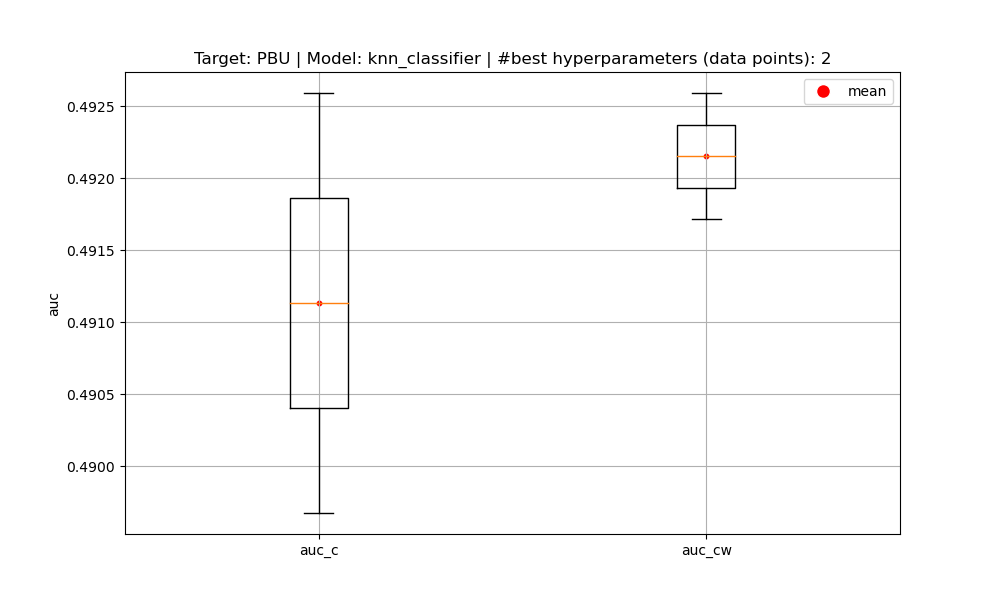 Target: PBU | Model: knn_classifier | #best hyperparameters (data points): 2
mean
0.4925
0.4920
0.4915
0.4910
0.4905
0.4900
auc
auc_c
auc_cw